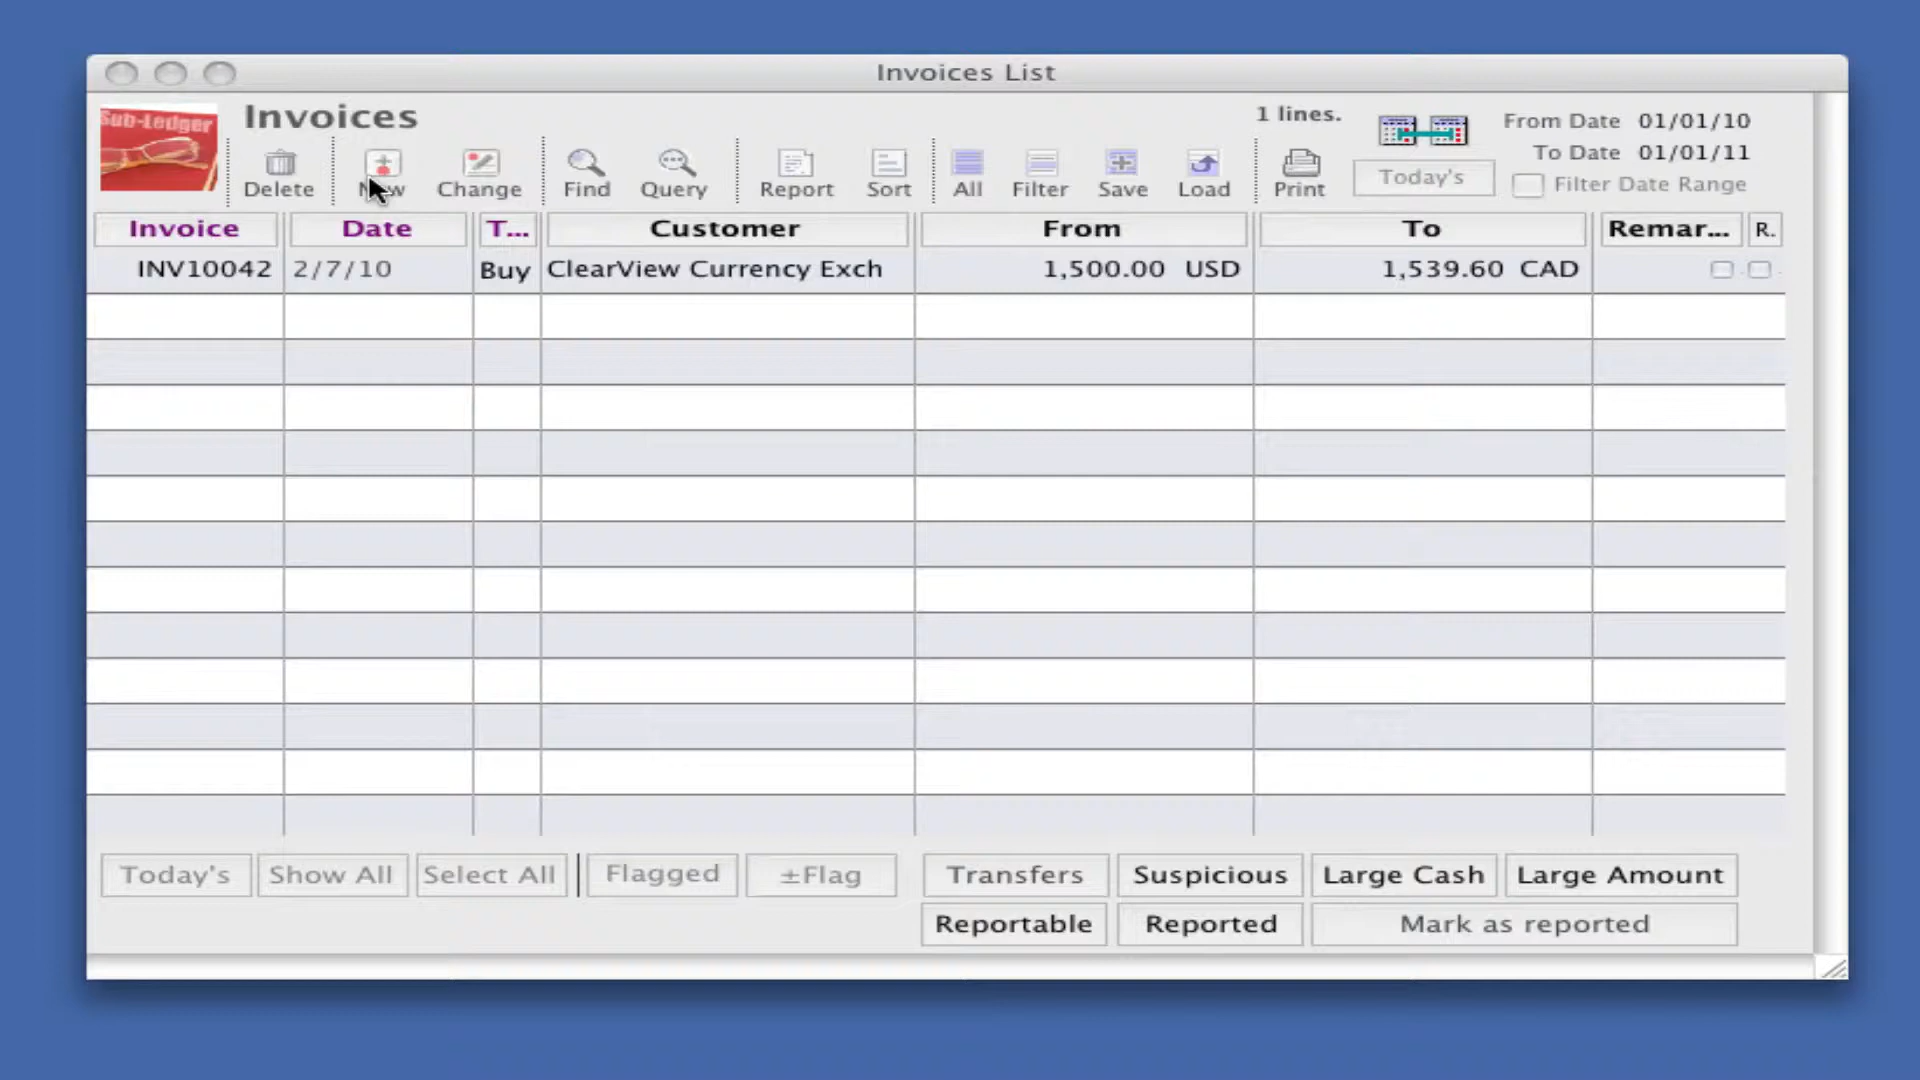 Invoices List
Sub-Ledger
Invoices
1 lines.
From Date 01/01/10
To Date 01/01/11
Delete New Change Find Query Report Sort All Filter Save Load Print Today's Filter Date Range
Invoice Date T... Customer From To Remar... R.
INV10042 2/7/10 Buy ClearView Currency Exch 1,500.00 USD 1,539.60 CAD
Today's Show All Select All Flagged ±Flag Transfers Suspicious Large Cash Large Amount
Reportable Reported Mark as reported